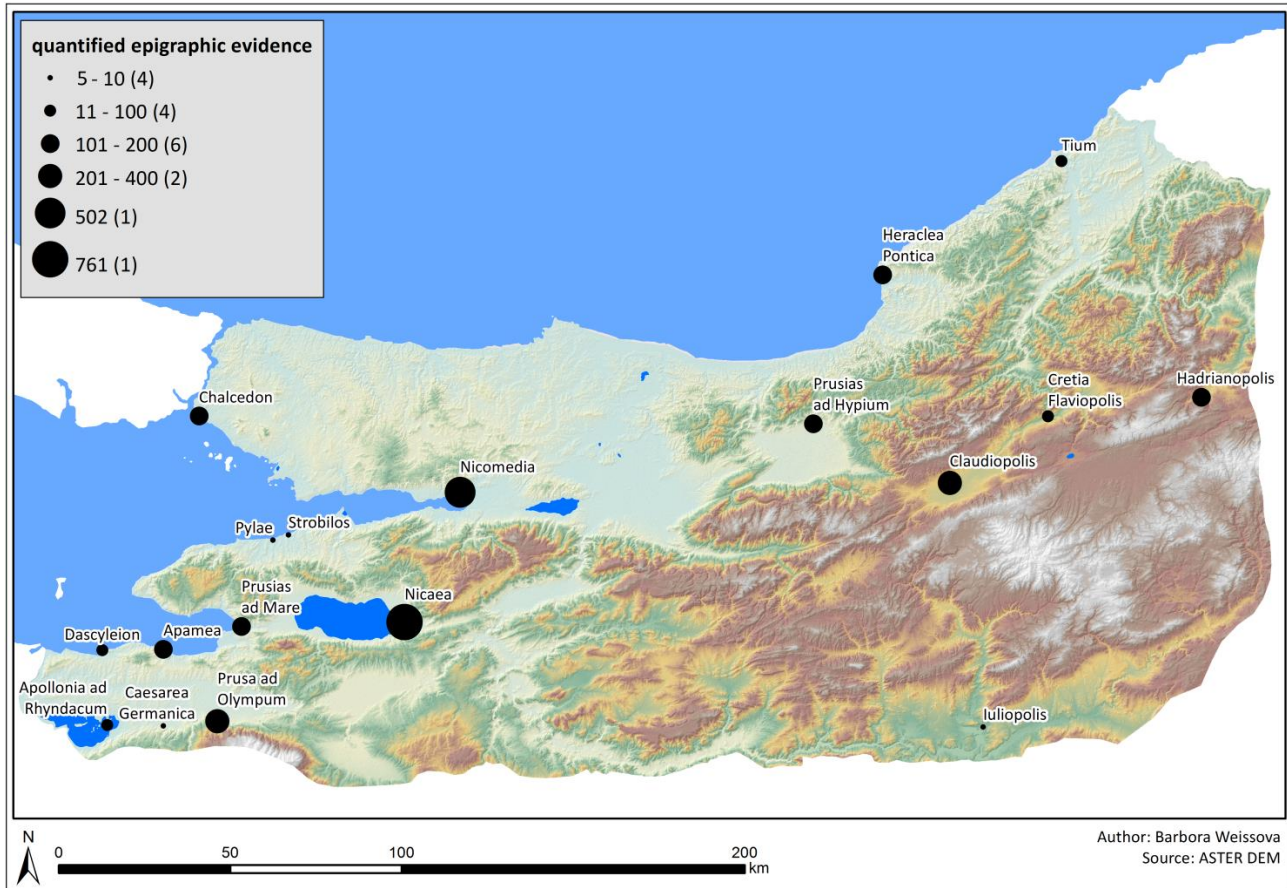 quantified epigraphic evidence
5 - 10 (4)
11 - 100 (4)
101 - 200 (6)
201 - 400 (2)
502 (1)
761 (1)
Tium
Heraclea
Pontica
Chalcedon
Prusias
ad Hypium
Cretia
Flaviopolis
Hadrianopolis
Nicomedia
Claudiopolis
Pylae
Strobilos
Prusias
ad Mare
Nicaea
Dascyleion
Apamea
Apollonia ad
Rhyndacum
Caesarea
Germanica
Prusa ad
Olympum
Iuliopolis
N
0
50
100
200
km
Author: Barbora Weissova
Source: ASTER DEM